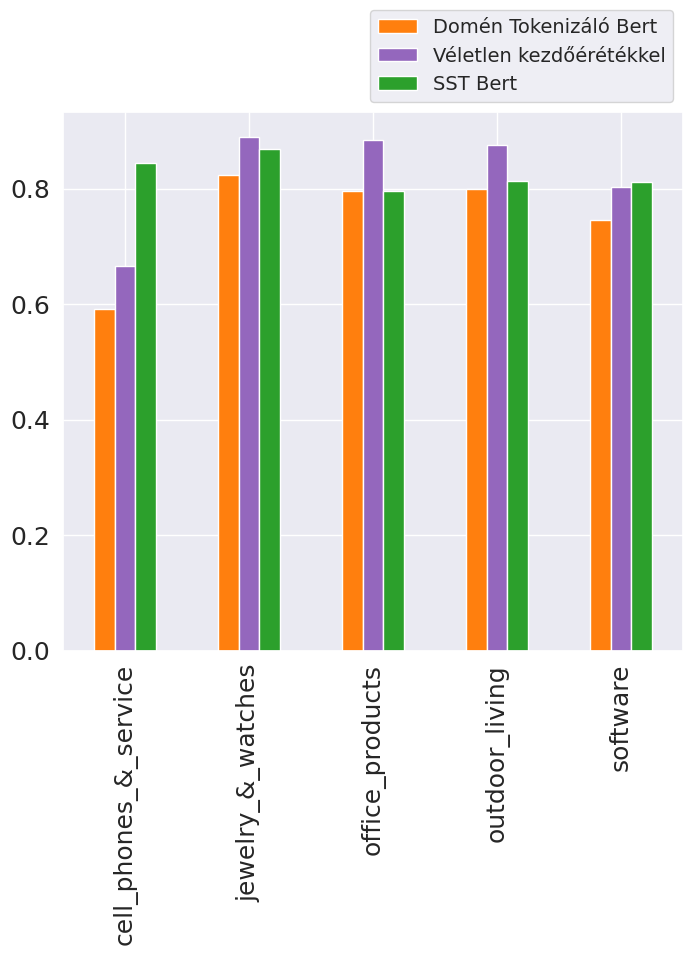 Domén Tokenizáló Bert
Véletlen kezdőérétékkel
SST Bert
0.8
0.6
0.4
0.2
0.0
cell_phones_&_service
jewelry_&_watches
office_products
outdoor_living
software